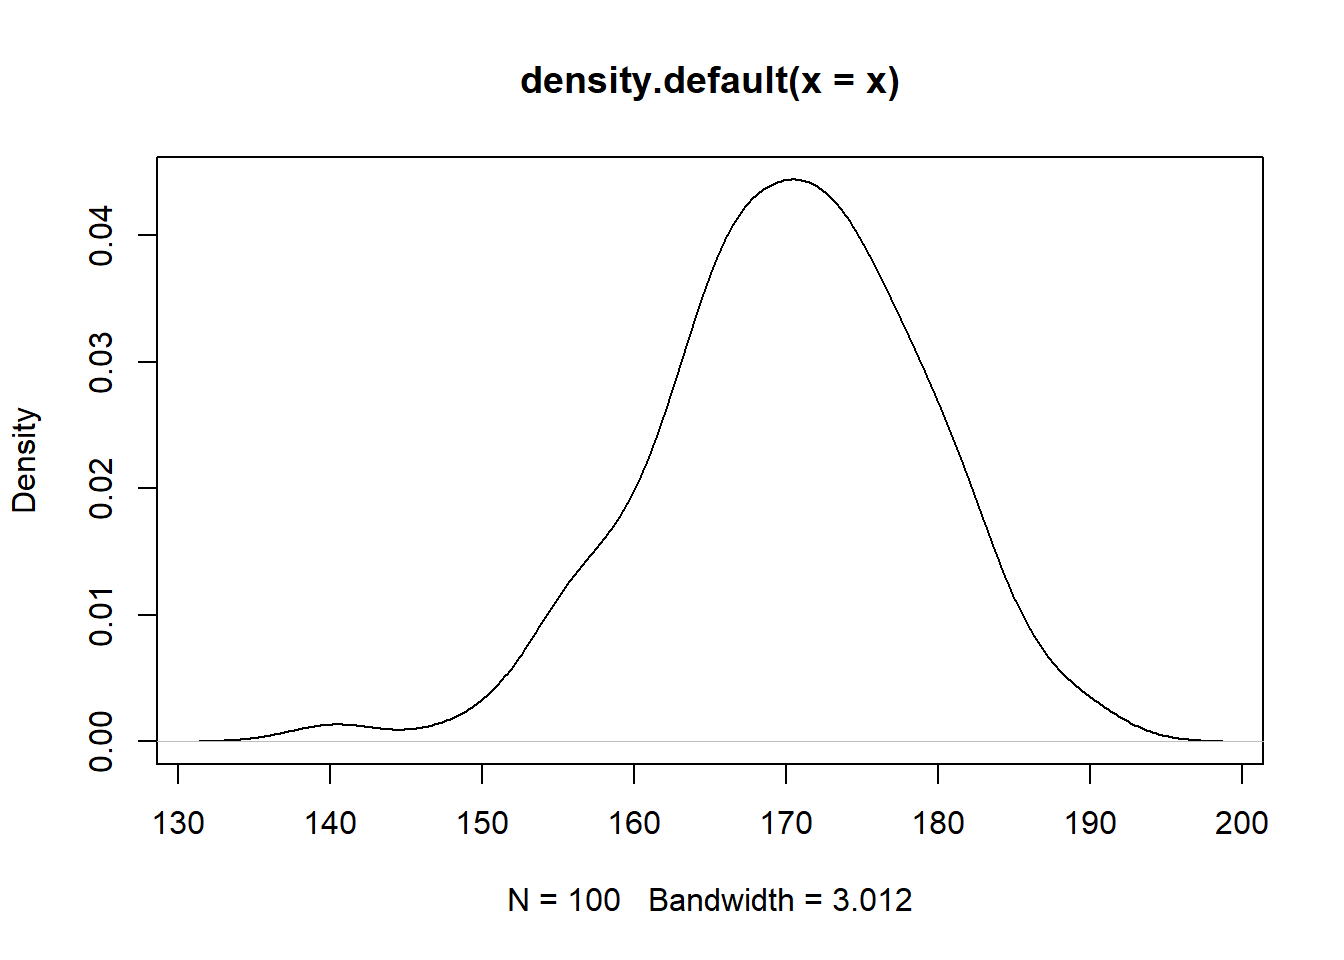 density.default(x = x)
Density
0.04
0.03
0.02
0.01
0.00
130 140 150 160 170 180 190 200
N = 100   Bandwidth = 3.012